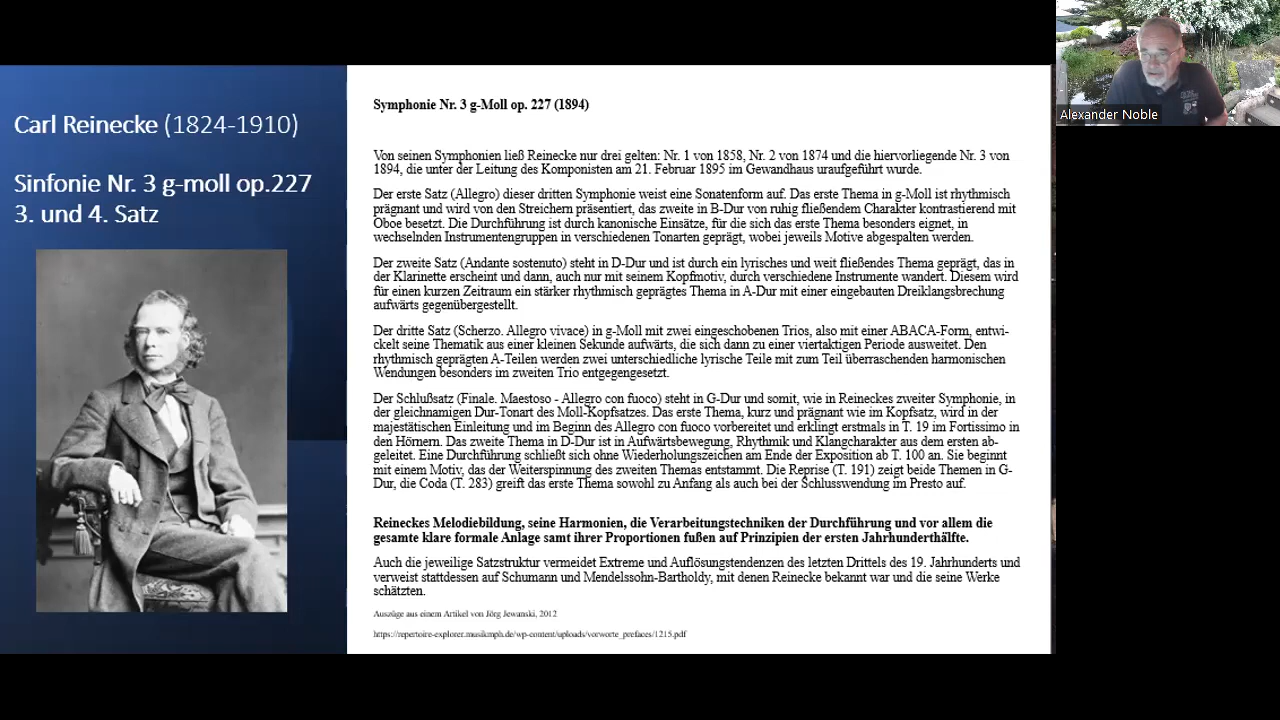 Carl Reinecke (1824-1910)
Sinfonie Nr. 3 g-moll op.227
3. und 4. Satz
Symphonie Nr. 3 g-Moll op. 227 (1894)
Von seinen Symphonien ließ Reinecke nur drei gelten: Nr. 1 von 1858, Nr. 2 von 1874 und die hiervorliegende Nr. 3 von
1894, die unter der Leitung des Komponisten am 21. Februar 1895 im Gewandhaus uraufgeführt wurde.
Der erste Satz (Allegro) dieser dritten Symphonie weist eine Sonatenform auf. Das erste Thema in g-Moll ist rhythmisch
prägnant und wird von den Streichern präsentiert, das zweite in B-Dur von ruhig fließendem Charakter kontrastierend mit
Oboe besetzt. Die Durchführung ist durch kanonische Einsätze, für die sich das erste Thema besonders eignet, in
wechselnden Instrumentengruppen in verschiedenen Tonarten geprägt, wobei jeweils Motive abgespalten werden.
Der zweite Satz (Andante sostenuto) steht in D-Dur und ist durch ein lyrisches und weit fließendes Thema geprägt, das in
der Klarinette erscheint und dann, auch nur mit seinem Kopfmotiv, durch verschiedene Instrumente wandert. Diesem wird
für einen kurzen Zeitraum ein stärker rhythmisch geprägtes Thema in A-Dur mit einer eingebauten Dreiklangsbrechung
aufwärts gegenübergestellt.
Der dritte Satz (Scherzo. Allegro vivace) in g-Moll mit zwei eingeschobenen Trios, also mit einer ABACA-Form, entwi-
ckelt seine Thematik aus einer kleinen Sekunde aufwärts, die sich dann zu einer viertaktigen Periode ausweitet. Den
rhythmisch geprägten A-Teilen werden zwei unterschiedliche lyrische Teile mit zum Teil überraschenden harmonischen
Wendungen besonders im zweiten Trio entgegengesetzt.
Der Schlußsatz (Finale. Maestoso - Allegro con fuoco) steht in G-Dur und somit, wie in Reineckes zweiter Symphonie, in
der gleichnamigen Dur-Tonart des Moll-Kopfsatzes. Das erste Thema, kurz und prägnant wie im Kopfsatz, wird in der
majestätischen Einleitung und im Beginn des Allegro con fuoco vorbereitet und erklingt erstmals in T. 19 im Fortissimo in
den Hörnern. Das zweite Thema in D-Dur ist in Aufwärtsbewegung, Rhythmik und Klangcharakter aus dem ersten ab-
geleitet. Eine Durchführung schließt sich ohne Wiederholungszeichen am Ende der Exposition ab T. 100 an. Sie beginnt
mit einem Motiv, das der Weiterspinnung des zweiten Themas entstammt. Die Reprise (T. 191) zeigt beide Themen in G-
Dur, die Coda (T. 283) greift das erste Thema sowohl zu Anfang als auch bei der Schlusswendung im Presto auf.
Reineckes Melodiebildung, seine Harmonien, die Verarbeitungstechniken der Durchführung und vor allem die
gesamte klare formale Anlage samt ihrer Proportionen fußen auf Prinzipien der ersten Jahrhunderthälfte.
Auch die jeweilige Satzstruktur vermeidet Extreme und Auflösungstendenzen des letzten Drittels des 19. Jahrhunderts und
verweist stattdessen auf Schumann und Mendelssohn-Bartholdy, mit denen Reinecke bekannt war und die seine Werke
schätzten.
Auszüge aus einem Artikel von Jörg Jewanski, 2012
https://repertoire-explorer.musikmph.de/wp-content/uploads/vorworte_prefaces/1215.pdf
Alexander Noble